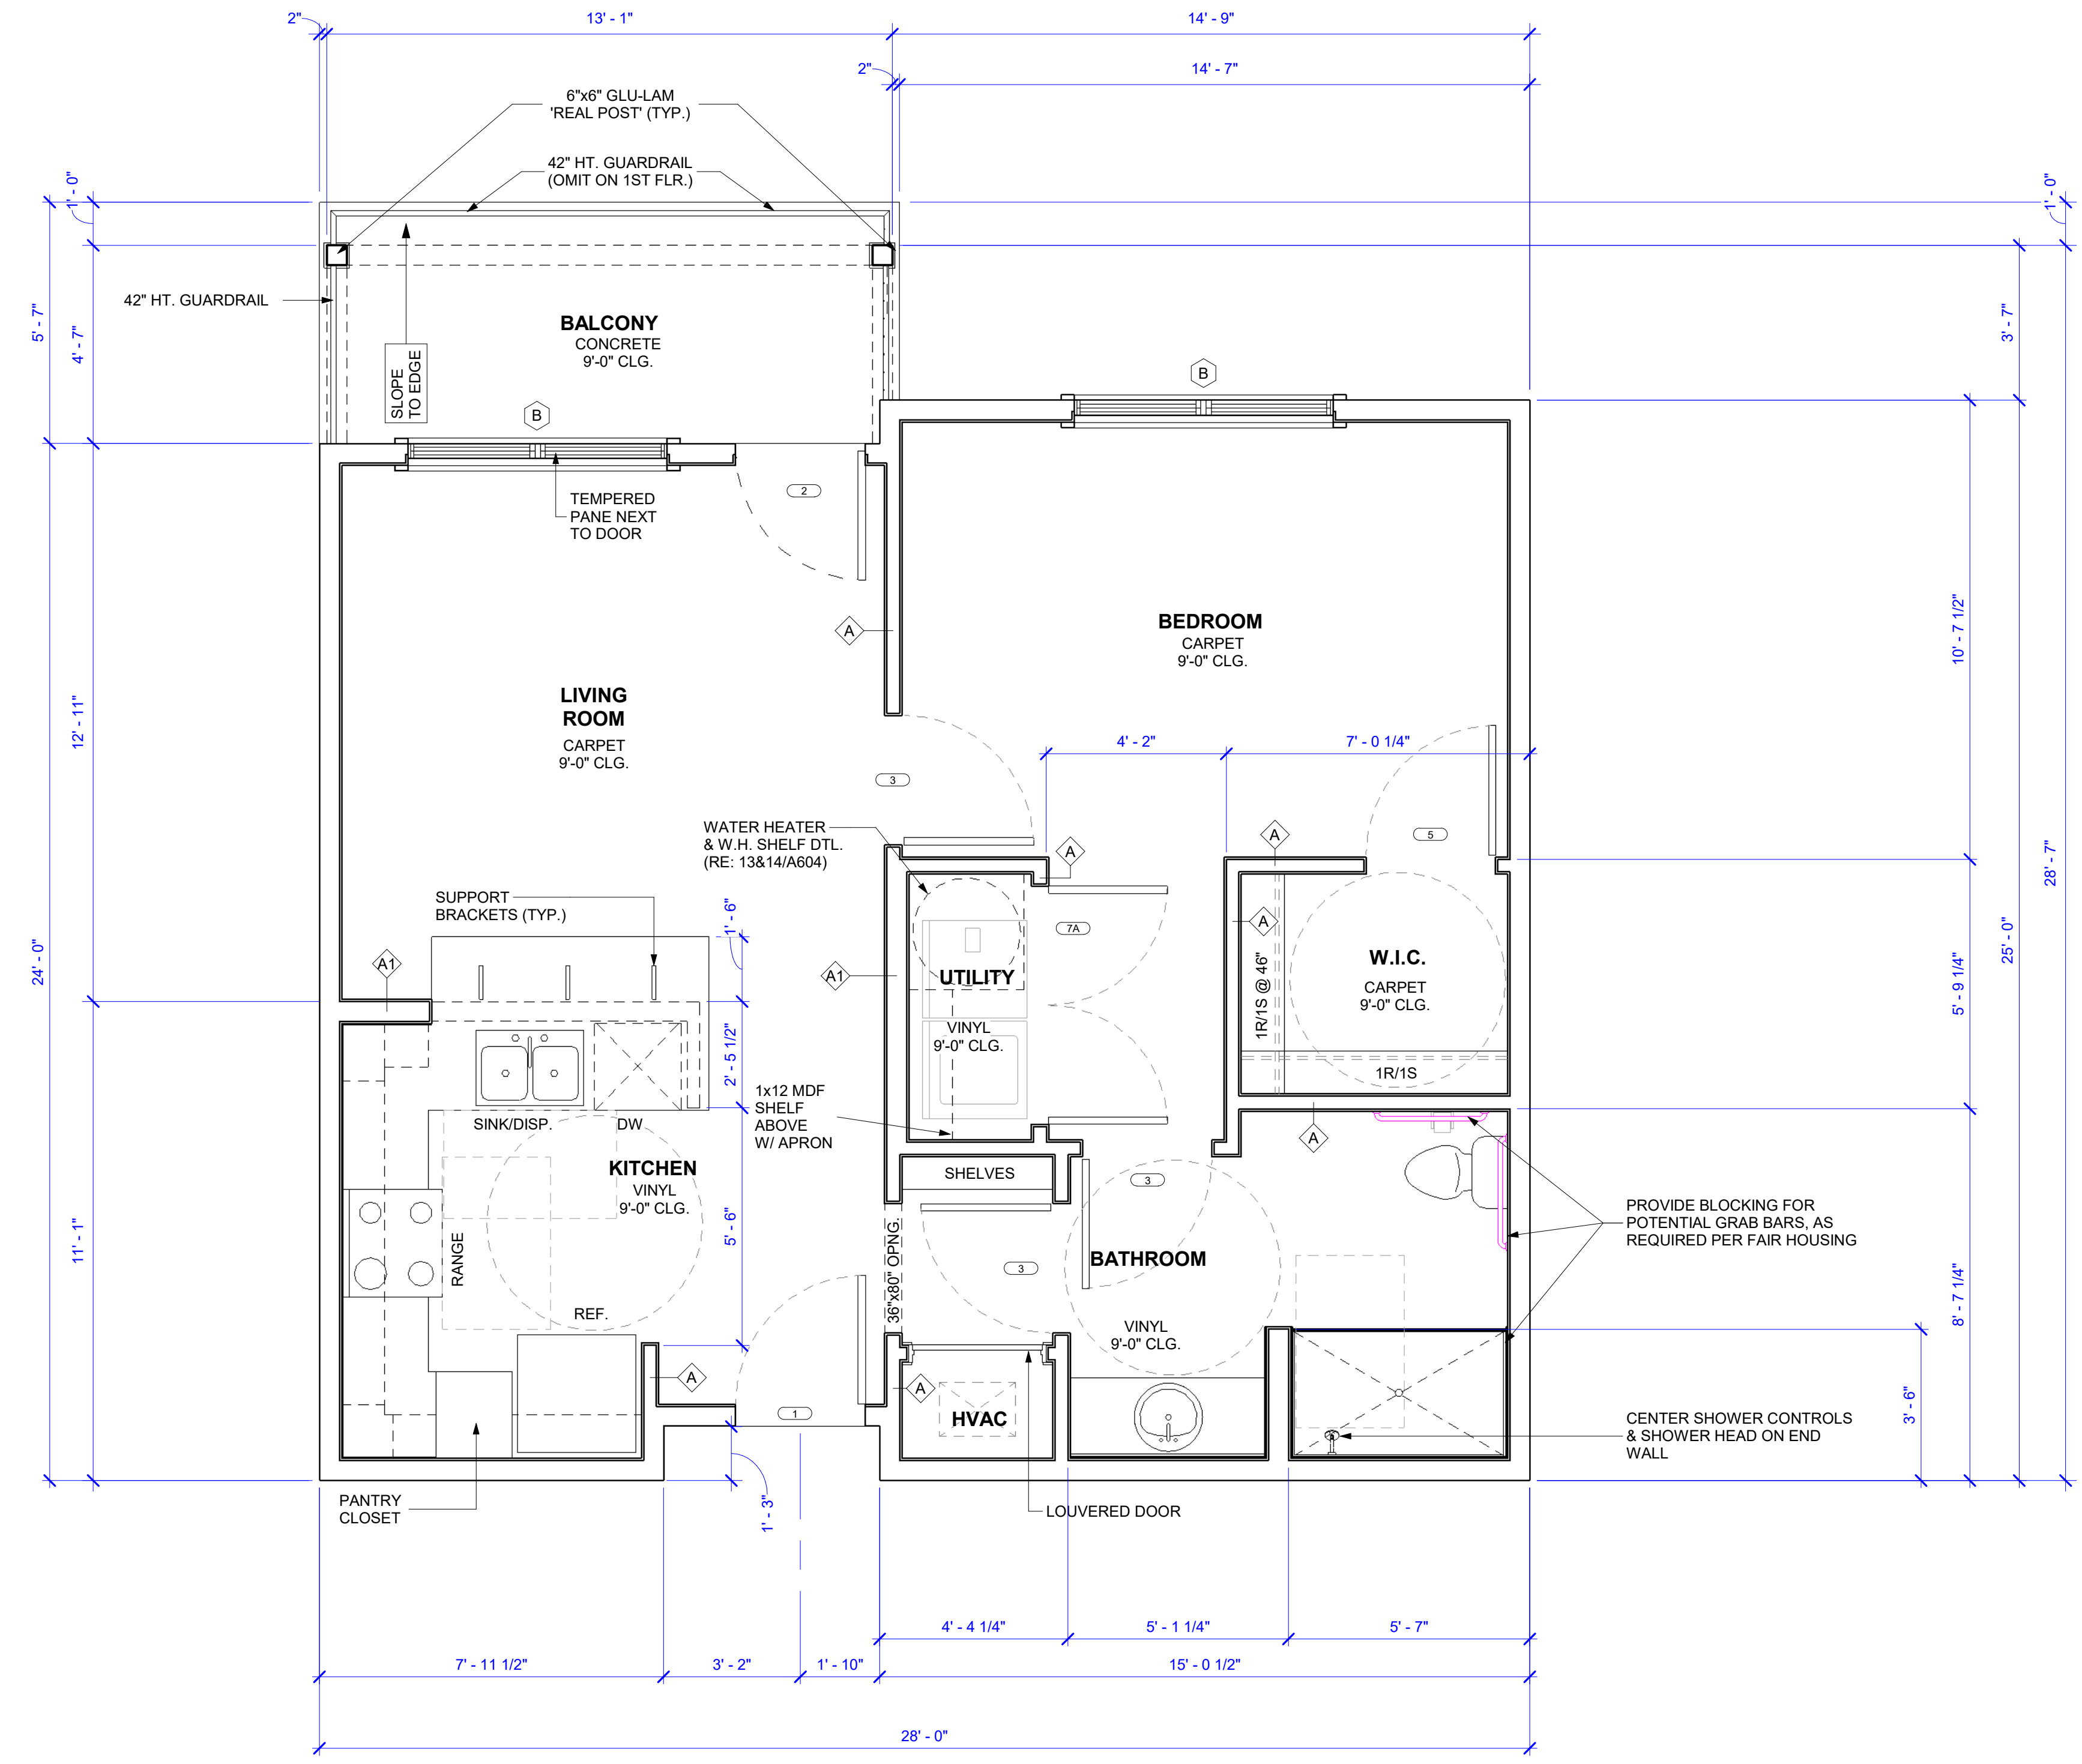 2" 13' - 1" 14' - 9"
2" 14' - 7"
6"x6" GLU-LAM
'REAL POST' (TYP.)
42" HT. GUARDRAIL
(OMIT ON 1ST FLR.)
1' - 0"
1' - 0"
5' - 7"
4' - 7"
3' - 7"
42" HT. GUARDRAIL
BALCONY
CONCRETE
9'-0" CLG.
SLOPE
TO EDGE
B
B
TEMPERED
PANE NEXT
TO DOOR
2
A
BEDROOM
CARPET
9'-0" CLG.
10' - 7 1/2"
LIVING
ROOM
CARPET
9'-0" CLG.
12' - 11"
4' - 2" 7' - 0 1/4"
3
5
WATER HEATER
& W.H. SHELF DTL.
(RE: 13&14/A604)
A
A
28' - 7"
SUPPORT
BRACKETS (TYP.)
1' - 6"
7A
A
24' - 0"
25' - 0"
A1
A1
UTILITY
VINYL
9'-0" CLG.
1R/1S @ 46"
W.I.C.
CARPET
9'-0" CLG.
5' - 9 1/4"
1R/1S
2' - 5 1/2"
1x12 MDF
SHELF
ABOVE
W/ APRON
SINK/DISP. DW
A
KITCHEN
VINYL
9'-0" CLG.
SHELVES
3
PROVIDE BLOCKING FOR
POTENTIAL GRAB BARS, AS
REQUIRED PER FAIR HOUSING
11' - 1"
RANGE
5' - 6"
36"x80" OPNG.
3
BATHROOM
VINYL
9'-0" CLG.
8' - 7 1/4"
REF.
A
A
1
HVAC
3' - 6"
CENTER SHOWER CONTROLS
& SHOWER HEAD ON END
WALL
PANTRY
CLOSET
1' - 3"
LOUVERED DOOR
4' - 4 1/4" 5' - 1 1/4" 5' - 7"
7' - 11 1/2" 3' - 2" 1' - 10" 15' - 0 1/2"
28' - 0"